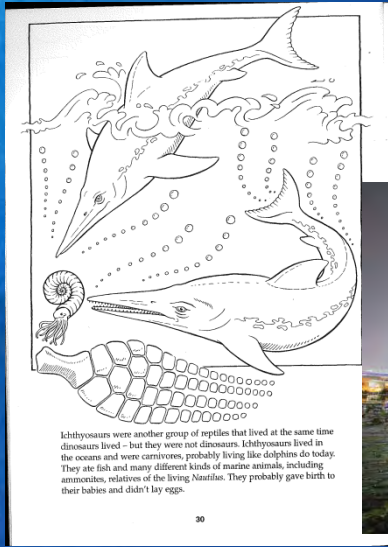 Ichthyosaurs were another group of reptiles that lived at the same time
dinosaurs lived – but they were not dinosaurs. Ichthyosaurs lived in
the oceans and were carnivores, probably living like dolphins do today.
They ate fish and many different kinds of marine animals, including
ammonites, relatives of the living Nautilus. They probably gave birth to
their babies and didn't lay eggs.
30